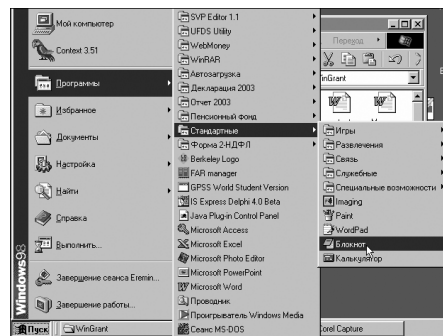 Мой компьютер
Context 3.51
Программы
Избранное
Документы
Настройка
Найти
Справка
Выполнить...
Завершение сеанса Eremin...
Завершение работы...
Windows98
Пуск
WinGrant
SVP Editor 1.1
UFDS Utility
WebMoney
WinRAR
Автозагрузка
Декларация 2003
Отчет 2003
Пенсионный фонд
Стандартные
Форма 2-НДФЛ
Berkeley Logo
FAR manager
GPSS World Student Version
IS Express Delphi 4.0 Beta
Java Plug-in Control Panel
Microsoft Access
Microsoft Excel
Microsoft Photo Editor
Microsoft PowerPoint
Microsoft Word
Проводник
Проигрыватель Windows Media
Сеанс MS-DOS
Игры
Развлечения
Связь
Служебные
Специальные возможности
Imaging
Paint
WordPad
Блокнот
Калькулятор
Переход
inGrant
orel Capture